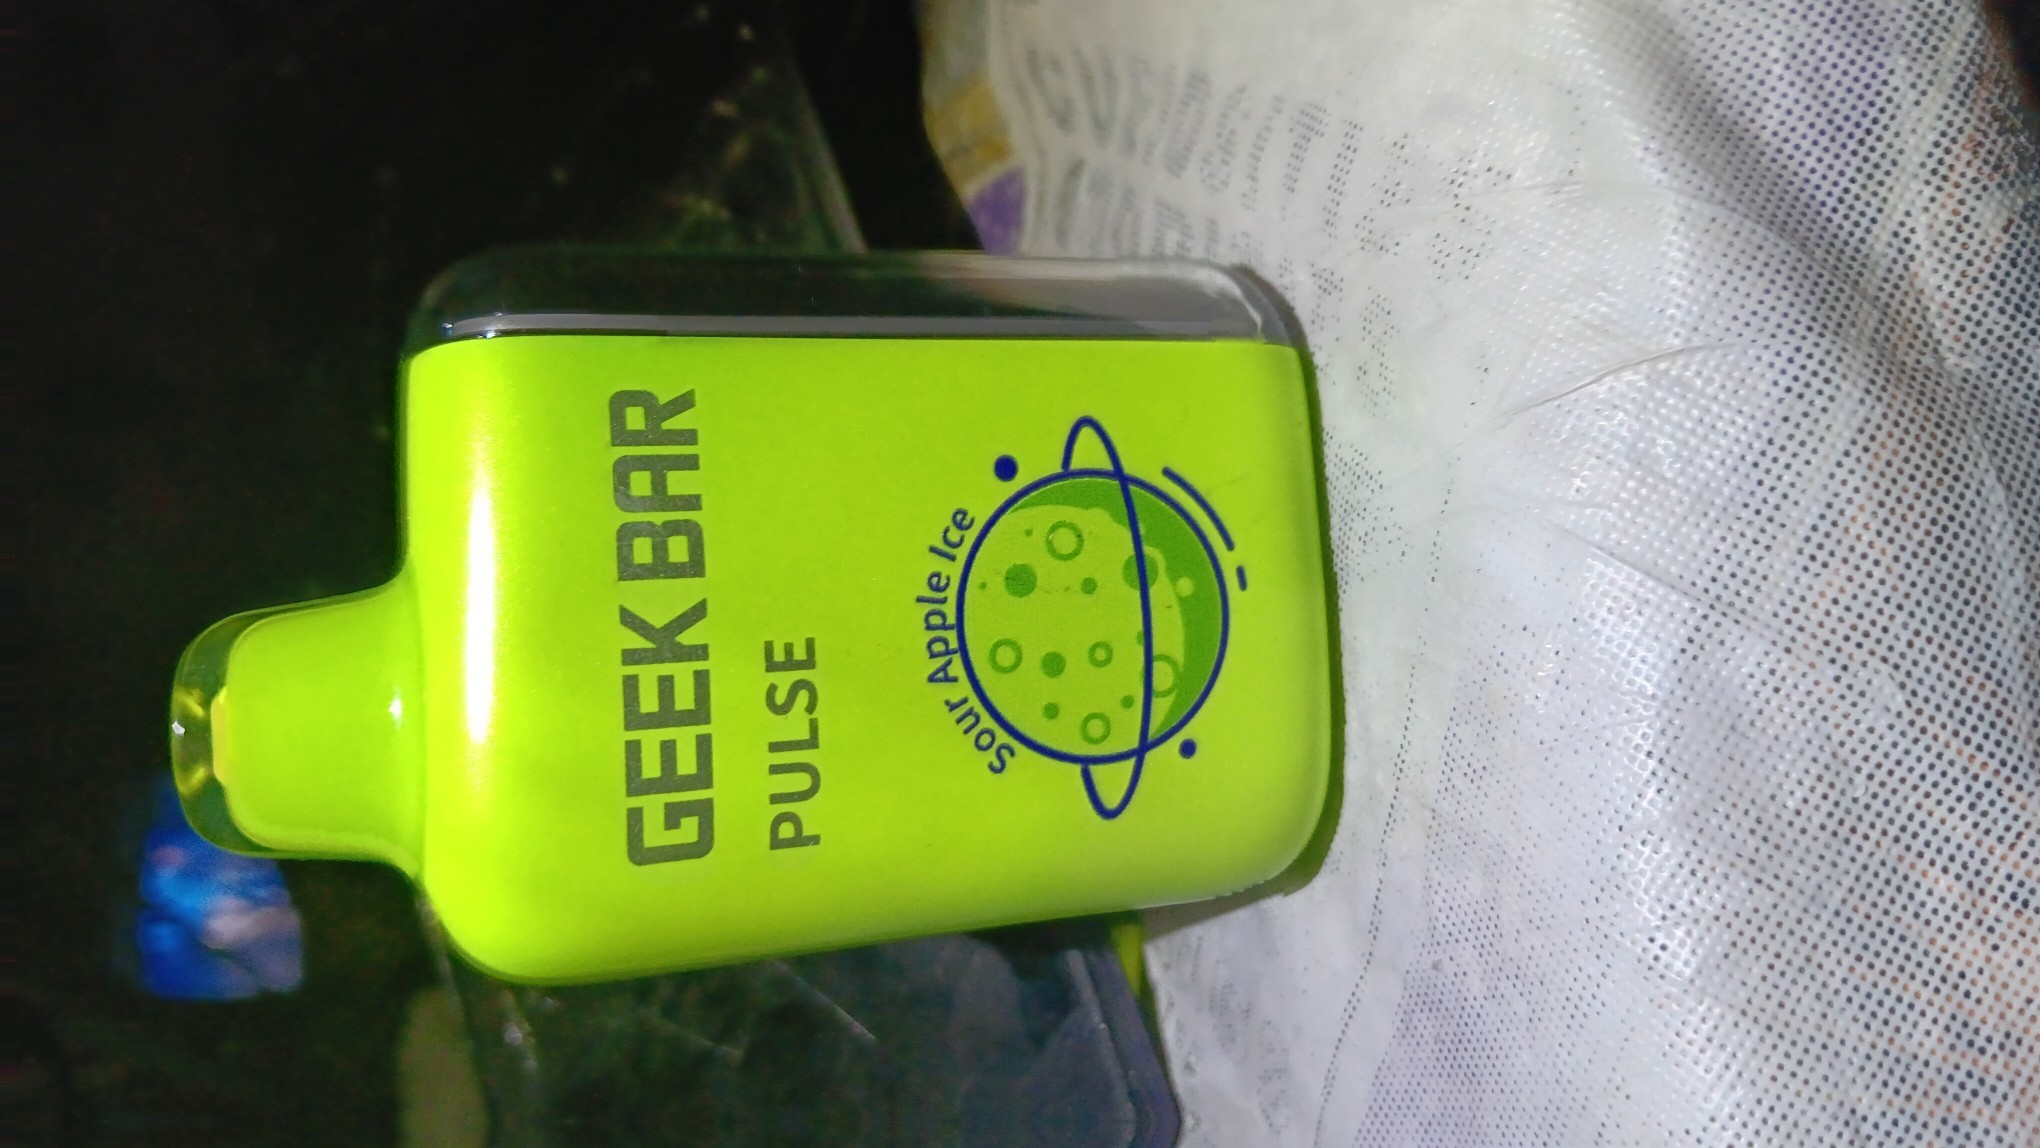 GEEK BAR
PULSE
Sour Apple Ice